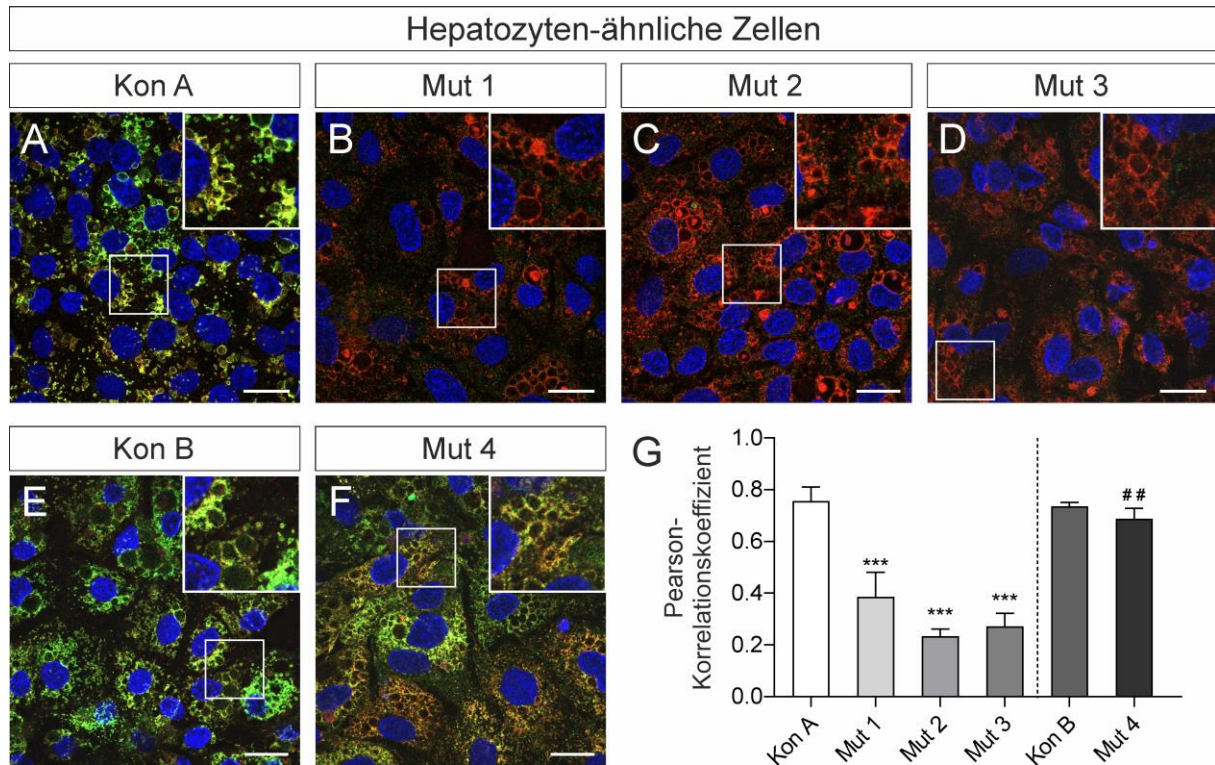 Hepatozyten-ähnliche Zellen
Kon A
Mut 1
Mut 2
Mut 3
A
B
C
D
Kon B
Mut 4
E
F
G
Pearson-
Korrelationskoeffizient
1.0
0.8
0.6
0.4
0.2
0.0
***
***
***
##
Kon A
Mut 1
Mut 2
Mut 3
Kon B
Mut 4